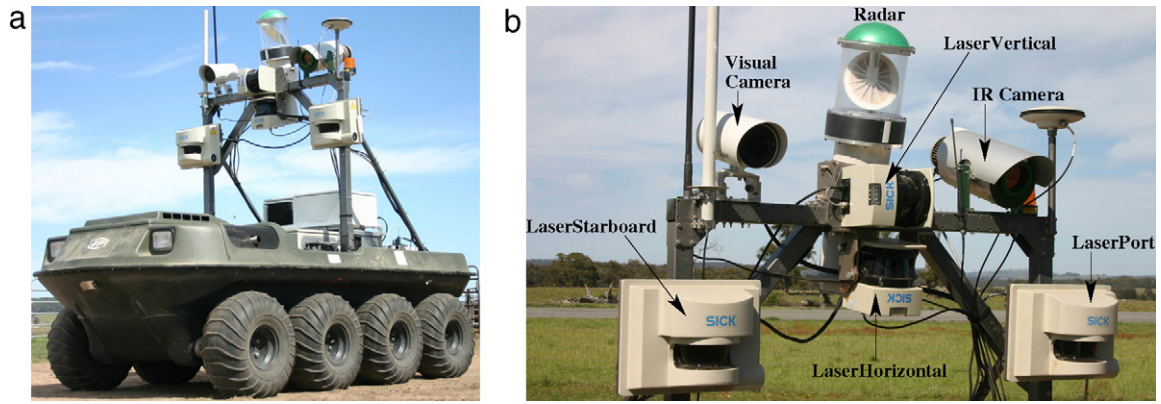 a
b
Radar
LaserVertical
Visual
Camera
IR Camera
SICK
LaserStarboard
LaserPort
SICK
SICK
SICK
LaserHorizontal